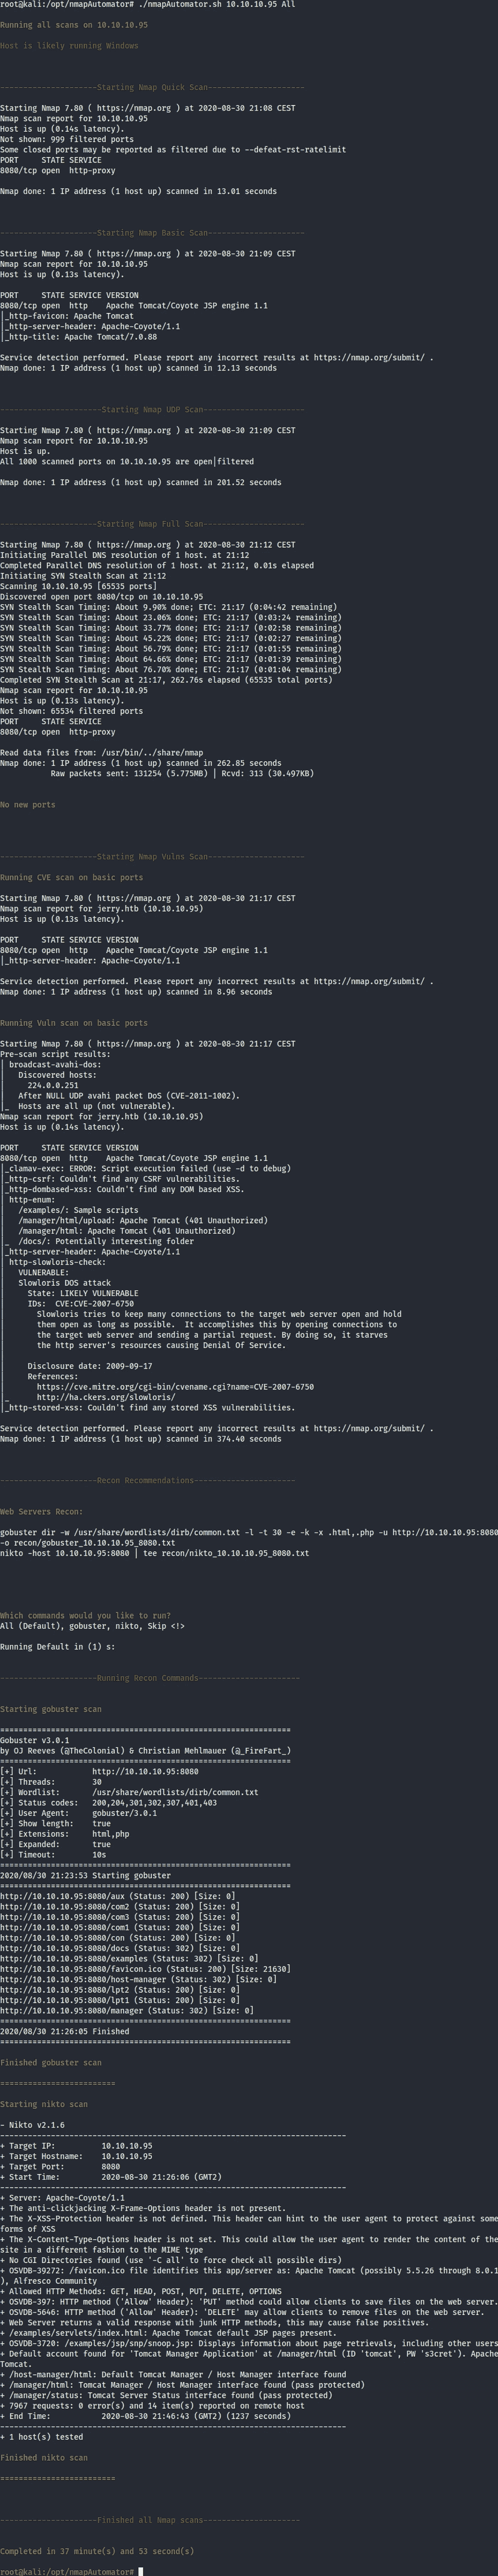 root@kali:/opt/nmapAutomator# ./nmapAutomator.sh 10.10.10.95 All
Running all scans on 10.10.10.95
Host is likely running Windows
---------------------Starting Nmap Quick Scan---------------------
Starting Nmap 7.80 ( https://nmap.org ) at 2020-08-30 21:08 CEST
Nmap scan report for 10.10.10.95
Host is up (0.14s latency).
Not shown: 999 filtered ports
Some closed ports may be reported as filtered due to --defeat-rst-ratelimit
PORT     STATE SERVICE
8080/tcp open  http-proxy
Nmap done: 1 IP address (1 host up) scanned in 13.01 seconds
---------------------Starting Nmap Basic Scan---------------------
Starting Nmap 7.80 ( https://nmap.org ) at 2020-08-30 21:09 CEST
Nmap scan report for 10.10.10.95
Host is up (0.13s latency).
PORT     STATE SERVICE VERSION
8080/tcp open  http    Apache Tomcat/Coyote JSP engine 1.1
|_http-favicon: Apache Tomcat
|_http-server-header: Apache-Coyote/1.1
|_http-title: Apache Tomcat/7.0.88
Service detection performed. Please report any incorrect results at https://nmap.org/submit/ .
Nmap done: 1 IP address (1 host up) scanned in 12.13 seconds
----------------------Starting Nmap UDP Scan----------------------
Starting Nmap 7.80 ( https://nmap.org ) at 2020-08-30 21:09 CEST
Nmap scan report for 10.10.10.95
Host is up.
All 1000 scanned ports on 10.10.10.95 are open|filtered
Nmap done: 1 IP address (1 host up) scanned in 201.52 seconds
---------------------Starting Nmap Full Scan----------------------
Starting Nmap 7.80 ( https://nmap.org ) at 2020-08-30 21:12 CEST
Initiating Parallel DNS resolution of 1 host. at 21:12
Completed Parallel DNS resolution of 1 host. at 21:12, 0.01s elapsed
Initiating SYN Stealth Scan at 21:12
Scanning 10.10.10.95 [65535 ports]
Discovered open port 8080/tcp on 10.10.10.95
SYN Stealth Scan Timing: About 9.90% done; ETC: 21:17 (0:04:42 remaining)
SYN Stealth Scan Timing: About 23.06% done; ETC: 21:17 (0:03:24 remaining)
SYN Stealth Scan Timing: About 33.77% done; ETC: 21:17 (0:02:58 remaining)
SYN Stealth Scan Timing: About 45.22% done; ETC: 21:17 (0:02:27 remaining)
SYN Stealth Scan Timing: About 56.79% done; ETC: 21:17 (0:01:55 remaining)
SYN Stealth Scan Timing: About 64.66% done; ETC: 21:17 (0:01:39 remaining)
SYN Stealth Scan Timing: About 76.70% done; ETC: 21:17 (0:01:04 remaining)
Completed SYN Stealth Scan at 21:17, 262.76s elapsed (65535 total ports)
Nmap scan report for 10.10.10.95
Host is up (0.13s latency).
Not shown: 65534 filtered ports
PORT     STATE SERVICE
8080/tcp open  http-proxy
Read data files from: /usr/bin/../share/nmap
Nmap done: 1 IP address (1 host up) scanned in 262.85 seconds
           Raw packets sent: 131254 (5.775MB) | Rcvd: 313 (30.497KB)
No new ports
---------------------Starting Nmap Vulns Scan---------------------
Running CVE scan on basic ports
Starting Nmap 7.80 ( https://nmap.org ) at 2020-08-30 21:17 CEST
Nmap scan report for jerry.htb (10.10.10.95)
Host is up (0.13s latency).
PORT     STATE SERVICE VERSION
8080/tcp open  http    Apache Tomcat/Coyote JSP engine 1.1
|_http-server-header: Apache-Coyote/1.1
Service detection performed. Please report any incorrect results at https://nmap.org/submit/ .
Nmap done: 1 IP address (1 host up) scanned in 8.96 seconds
Running Vuln scan on basic ports
Starting Nmap 7.80 ( https://nmap.org ) at 2020-08-30 21:17 CEST
Pre-scan script results:
| broadcast-avahi-dos:
|   Discovered hosts:
|     224.0.0.251
|   After NULL UDP avahi packet DoS (CVE-2011-1002).
|_  Hosts are all up (not vulnerable).
Nmap scan report for jerry.htb (10.10.10.95)
Host is up (0.14s latency).
PORT     STATE SERVICE VERSION
8080/tcp open  http    Apache Tomcat/Coyote JSP engine 1.1
|_clamav-exec: ERROR: Script execution failed (use -d to debug)
|_http-csrf: Couldn't find any CSRF vulnerabilities.
|_http-dombased-xss: Couldn't find any DOM based XSS.
| http-enum:
|   /examples/: Sample scripts
|   /manager/html/upload: Apache Tomcat (401 Unauthorized)
|   /manager/html: Apache Tomcat (401 Unauthorized)
|_  /docs/: Potentially interesting folder
|_http-server-header: Apache-Coyote/1.1
| http-slowloris-check:
|   VULNERABLE:
|   Slowloris DOS attack
|     State: LIKELY VULNERABLE
|     IDs:  CVE:CVE-2007-6750
|       Slowloris tries to keep many connections to the target web server open and hold
|       them open as long as possible.  It accomplishes this by opening connections to
|       the target web server and sending a partial request. By doing so, it starves
|       the http server's resources causing Denial Of Service.
|
|     Disclosure date: 2009-09-17
|     References:
|       https://cve.mitre.org/cgi-bin/cvename.cgi?name=CVE-2007-6750
|_      http://ha.ckers.org/slowloris/
|_http-stored-xss: Couldn't find any stored XSS vulnerabilities.
Service detection performed. Please report any incorrect results at https://nmap.org/submit/ .
Nmap done: 1 IP address (1 host up) scanned in 374.40 seconds
---------------------Recon Recommendations----------------------
Web Servers Recon:
gobuster dir -w /usr/share/wordlists/dirb/common.txt -l -t 30 -e -k -x .html,.php -u http://10.10.10.95:8080
-o recon/gobuster_10.10.10.95_8080.txt
nikto -host 10.10.10.95:8080 | tee recon/nikto_10.10.10.95_8080.txt
Which commands would you like to run?
All (Default), gobuster, nikto, Skip <!>
Running Default in (1) s:
---------------------Running Recon Commands----------------------
Starting gobuster scan
===============================================================
Gobuster v3.0.1
by OJ Reeves (@TheColonial) & Christian Mehlmauer (@_FireFart_)
===============================================================
[+] Url:            http://10.10.10.95:8080
[+] Threads:        30
[+] Wordlist:       /usr/share/wordlists/dirb/common.txt
[+] Status codes:   200,204,301,302,307,401,403
[+] User Agent:     gobuster/3.0.1
[+] Show length:    true
[+] Extensions:     html,php
[+] Expanded:       true
[+] Timeout:        10s
===============================================================
2020/08/30 21:23:53 Starting gobuster
===============================================================
http://10.10.10.95:8080/aux (Status: 200) [Size: 0]
http://10.10.10.95:8080/com2 (Status: 200) [Size: 0]
http://10.10.10.95:8080/com3 (Status: 200) [Size: 0]
http://10.10.10.95:8080/com1 (Status: 200) [Size: 0]
http://10.10.10.95:8080/con (Status: 200) [Size: 0]
http://10.10.10.95:8080/docs (Status: 302) [Size: 0]
http://10.10.10.95:8080/examples (Status: 302) [Size: 0]
http://10.10.10.95:8080/favicon.ico (Status: 200) [Size: 21630]
http://10.10.10.95:8080/host-manager (Status: 302) [Size: 0]
http://10.10.10.95:8080/lpt2 (Status: 200) [Size: 0]
http://10.10.10.95:8080/lpt1 (Status: 200) [Size: 0]
http://10.10.10.95:8080/manager (Status: 302) [Size: 0]
===============================================================
2020/08/30 21:26:05 Finished
===============================================================
Finished gobuster scan
=========================
Starting nikto scan
- Nikto v2.1.6
---------------------------------------------------------------------------
+ Target IP:          10.10.10.95
+ Target Hostname:    10.10.10.95
+ Target Port:        8080
+ Start Time:         2020-08-30 21:26:06 (GMT2)
---------------------------------------------------------------------------
+ Server: Apache-Coyote/1.1
+ The anti-clickjacking X-Frame-Options header is not present.
+ The X-XSS-Protection header is not defined. This header can hint to the user agent to protect against some
forms of XSS
+ The X-Content-Type-Options header is not set. This could allow the user agent to render the content of the
site in a different fashion to the MIME type
+ No CGI Directories found (use '-C all' to force check all possible dirs)
+ OSVDB-39272: /favicon.ico file identifies this app/server as: Apache Tomcat (possibly 5.5.26 through 8.0.1
), Alfresco Community
+ Allowed HTTP Methods: GET, HEAD, POST, PUT, DELETE, OPTIONS
+ OSVDB-397: HTTP method ('Allow' Header): 'PUT' method could allow clients to save files on the web server.
+ OSVDB-5646: HTTP method ('Allow' Header): 'DELETE' may allow clients to remove files on the web server.
+ Web Server returns a valid response with junk HTTP methods, this may cause false positives.
+ /examples/servlets/index.html: Apache Tomcat default JSP pages present.
+ OSVDB-3720: /examples/jsp/snp/snoop.jsp: Displays information about page retrievals, including other users
+ Default account found for 'Tomcat Manager Application' at /manager/html (ID 'tomcat', PW 's3cret'). Apache
Tomcat.
+ /host-manager/html: Default Tomcat Manager / Host Manager interface found
+ /manager/html: Tomcat Manager / Host Manager interface found (pass protected)
+ /manager/status: Tomcat Server Status interface found (pass protected)
+ 7967 requests: 0 error(s) and 14 item(s) reported on remote host
+ End Time:           2020-08-30 21:46:43 (GMT2) (1237 seconds)
---------------------------------------------------------------------------
+ 1 host(s) tested
Finished nikto scan
=========================
---------------------Finished all Nmap scans---------------------
Completed in 37 minute(s) and 53 second(s)
root@kali:/opt/nmapAutomator#